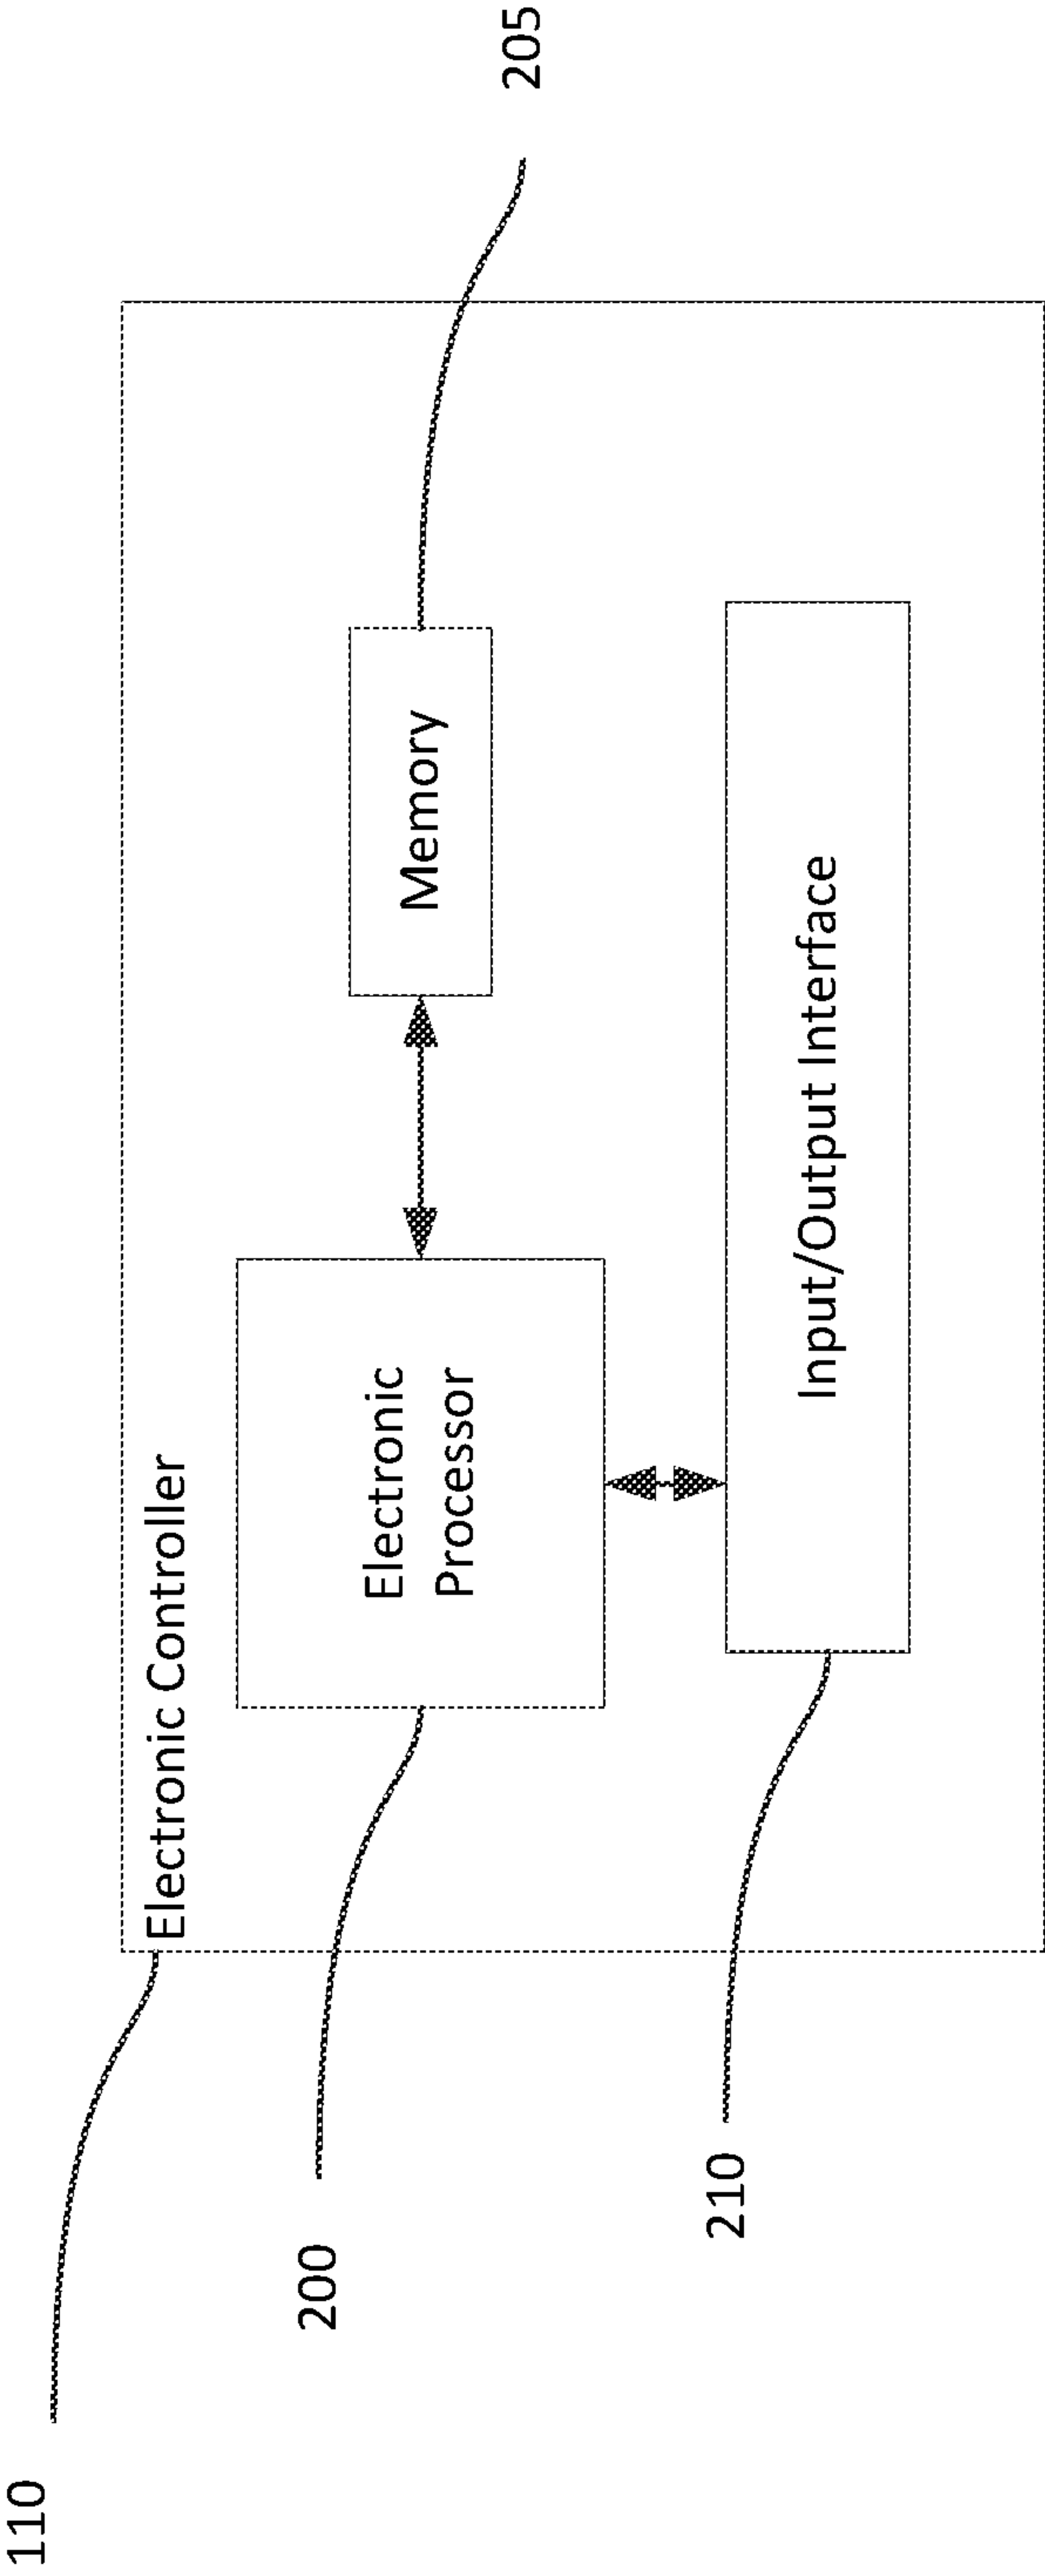 110
Electronic Controller
200
Electronic
Processor
Memory
205
210
Input/Output Interface